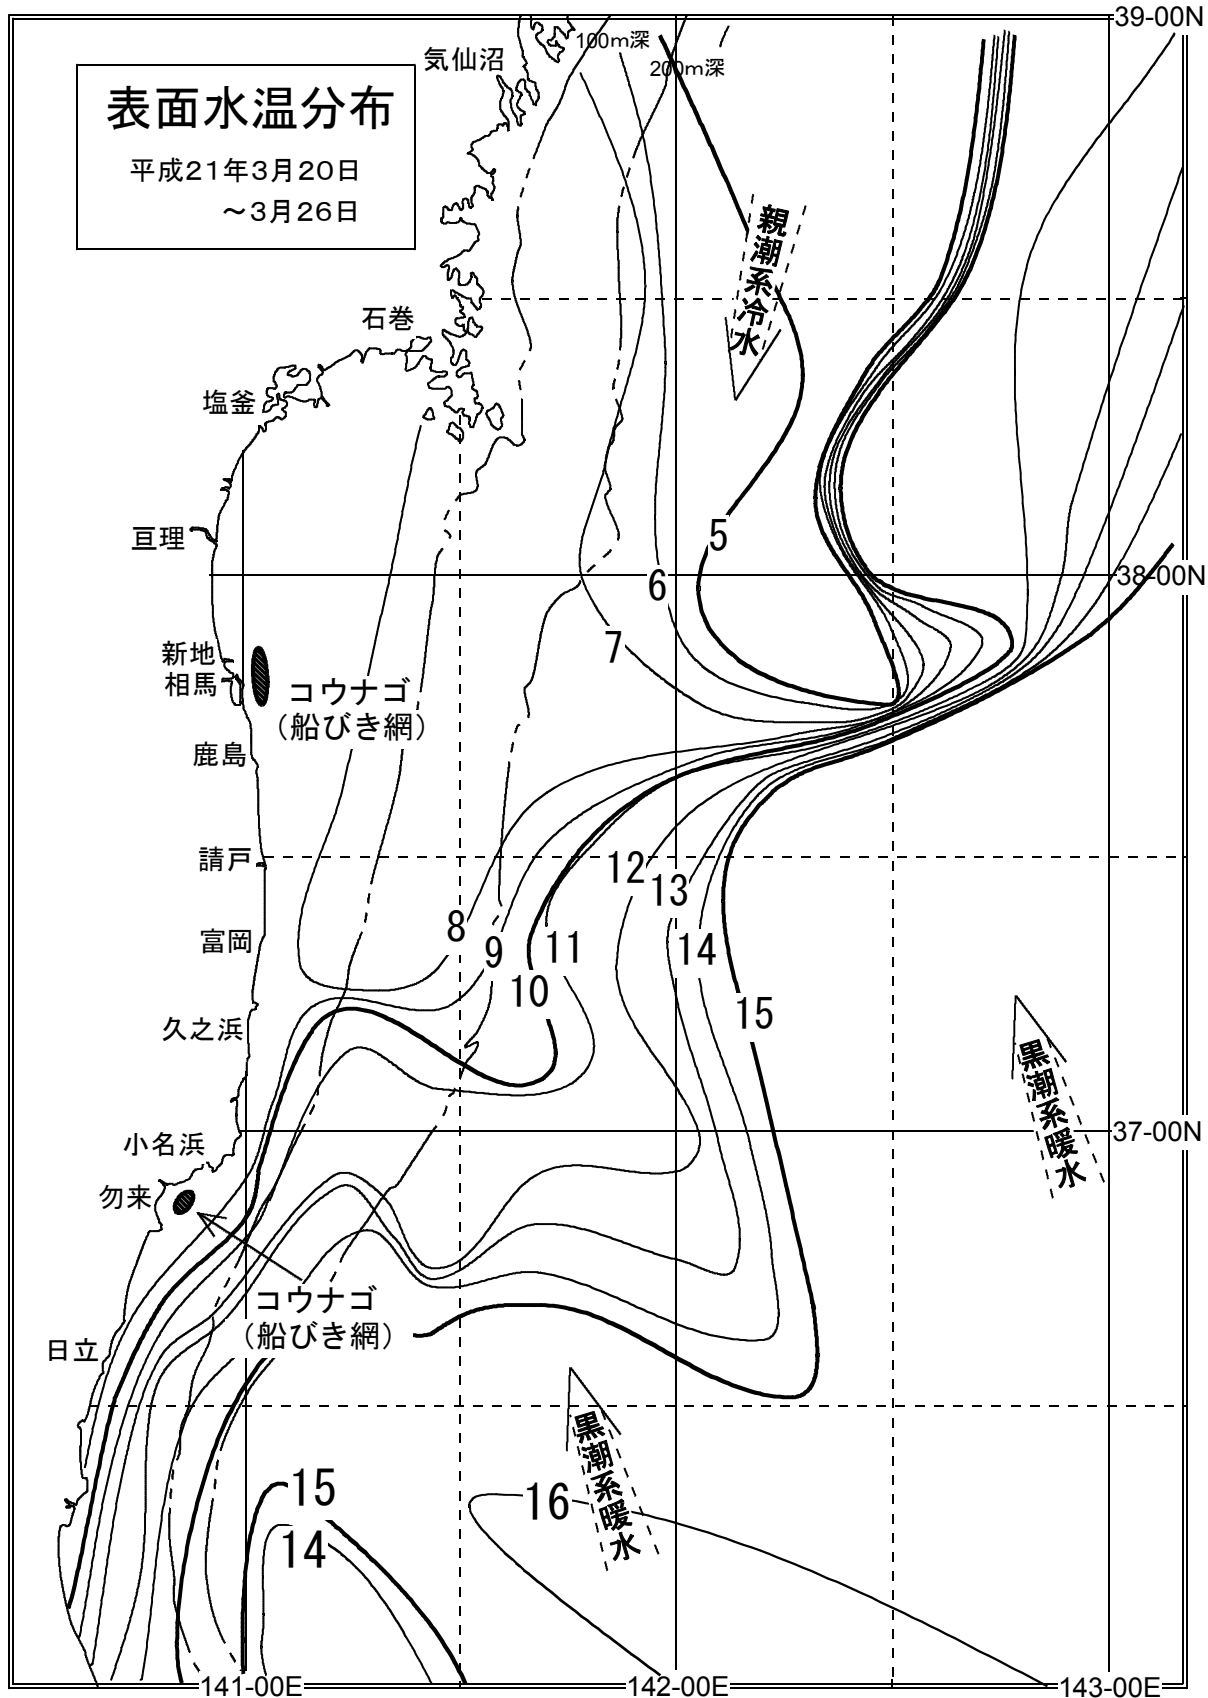 39-00N
気仙沼
100m深
200m深
表面水温分布
平成21年3月20日
～3月26日
親潮系冷水
石巻
塩釜
亘理
5
6
7
38-00N
新地
相馬
コウナゴ
（船びき網）
鹿島
請戸
12
13
富岡
8
9
11
14
10
15
久之浜
黒潮系暖水
小名浜
37-00N
勿来
コウナゴ
（船びき網）
日立
黒潮系暖水
15
16
14
141-00E
142-00E
143-00E